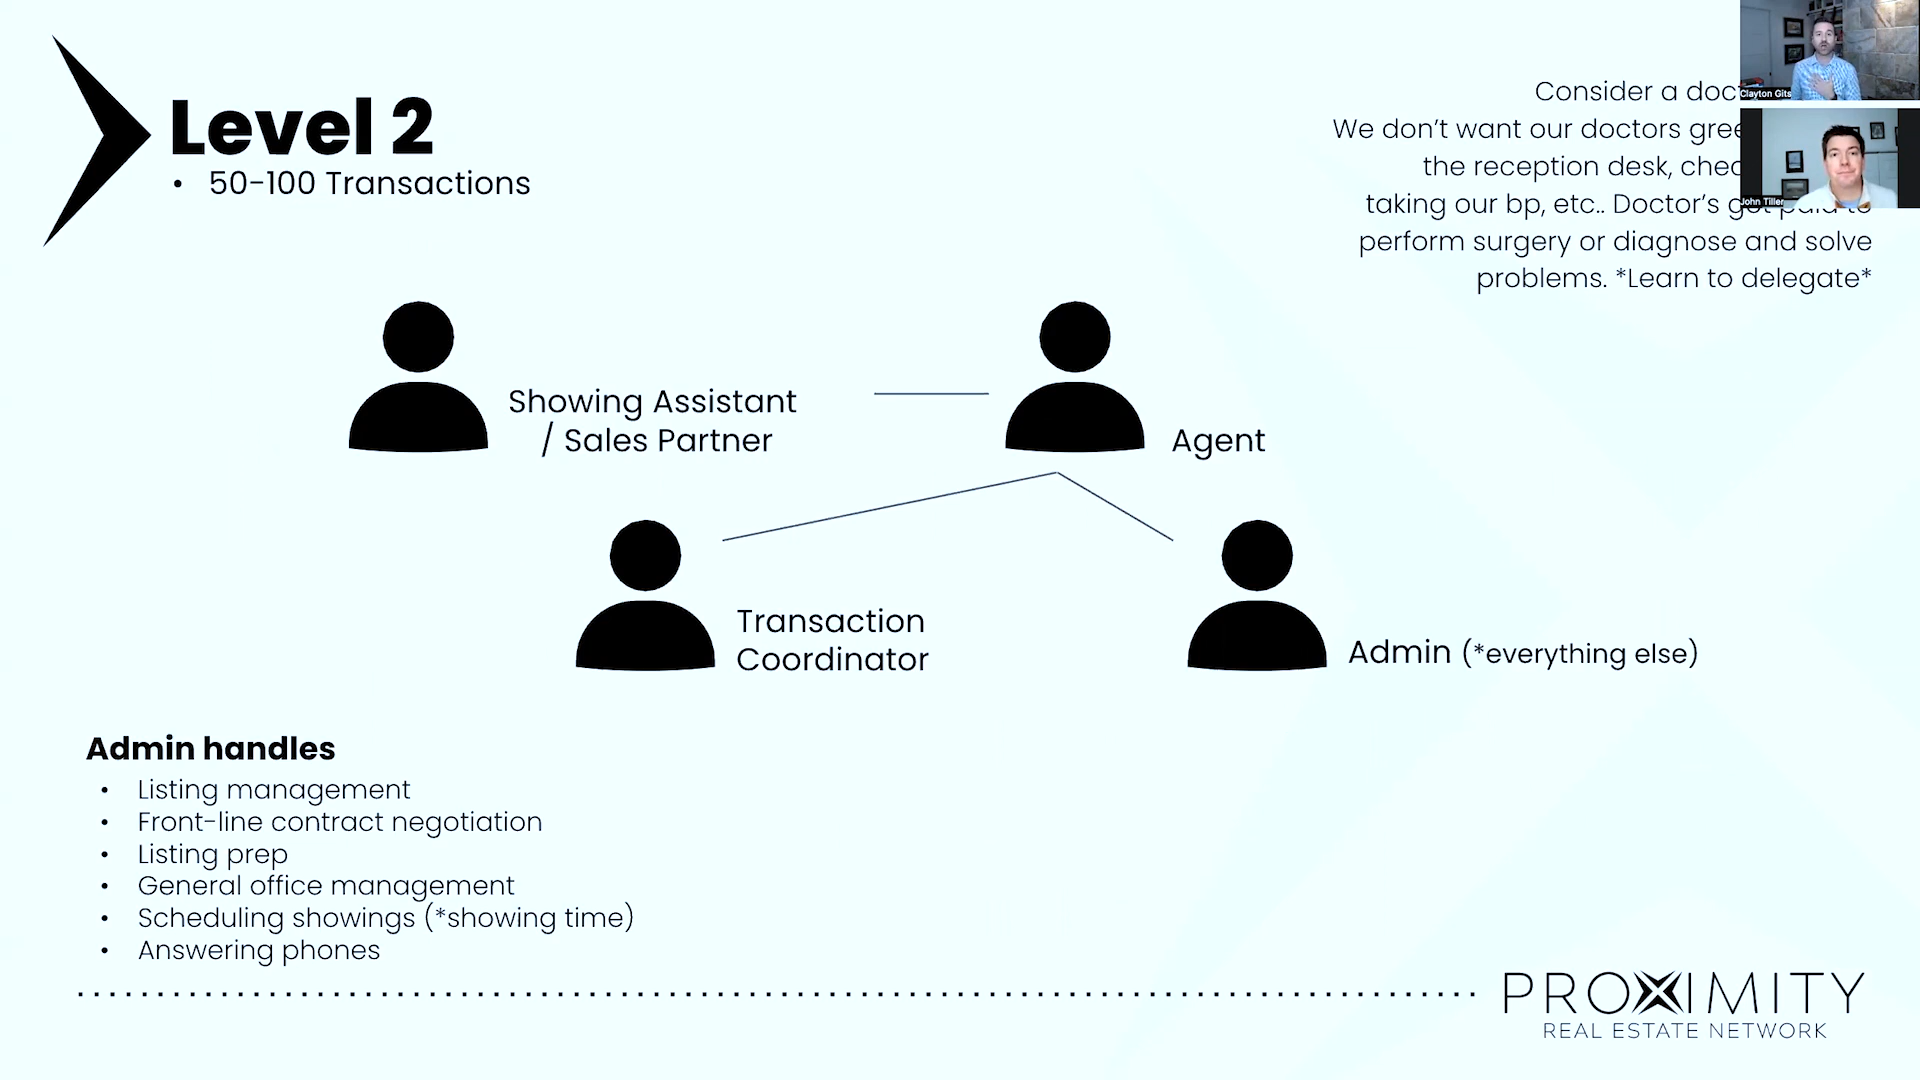 Level 2
• 50-100 Transactions
Consider a
We don't want our doctors
the reception desk,
taking our bp, etc.. Doctor's get paid to
perform surgery or diagnose and solve
problems. *Learn to delegate*
Clayton Gits
John Tiller
Showing Assistant
/ Sales Partner
Agent
Transaction
Coordinator
Admin (*everything else)
Admin handles
• Listing management
• Front-line contract negotiation
• Listing prep
• General office management
• Scheduling showings (*showing time)
• Answering phones
PROXIMITY
REAL ESTATE NETWORK